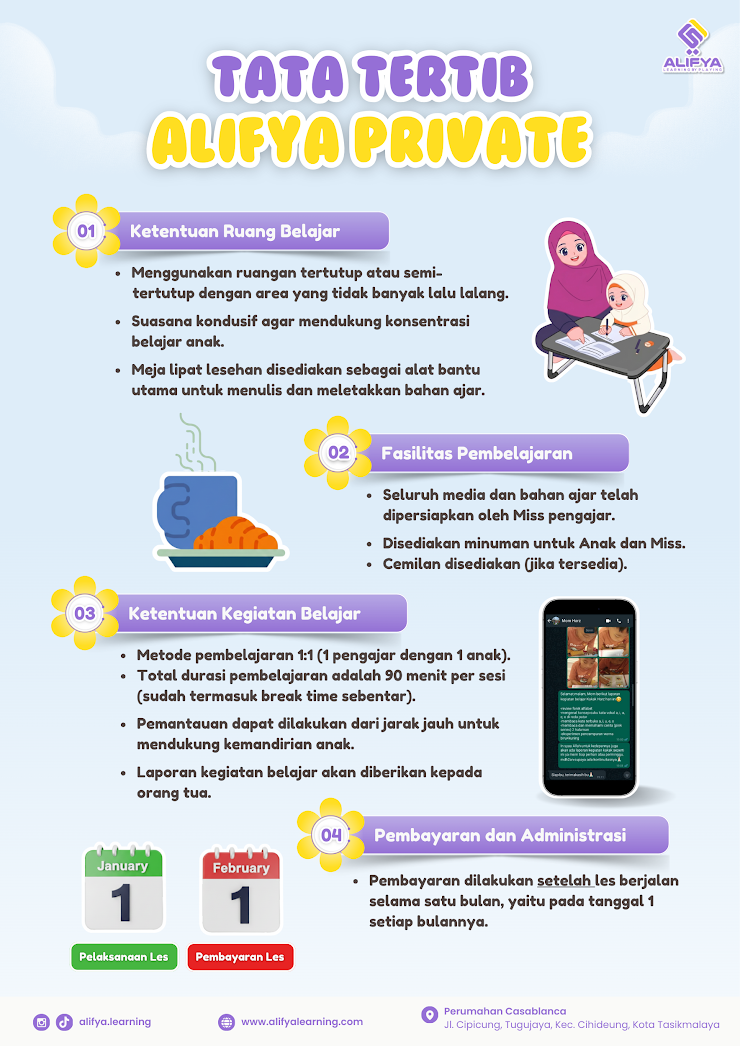 ALIFYA
LEARNING BY PLAYING
TATA TERTIB
ALIFYA PRIVATE
01
Ketentuan Ruang Belajar
• Menggunakan ruangan tertutup atau semi-
tertutup dengan area yang tidak banyak lalu lalang.
• Suasana kondusif agar mendukung konsentrasi
belajar anak.
• Meja lipat lesehan disediakan sebagai alat bantu
utama untuk menulis dan meletakkan bahan ajar.
02
Fasilitas Pembelajaran
• Seluruh media dan bahan ajar telah
dipersiapkan oleh Miss pengajar.
• Disediakan minuman untuk Anak dan Miss.
• Cemilan disediakan (jika tersedia).
03
Ketentuan Kegiatan Belajar
• Metode pembelajaran 1:1 (1 pengajar dengan 1 anak).
• Total durasi pembelajaran adalah 90 menit per sesi
(sudah termasuk break time sebentar).
• Pemantauan dapat dilakukan dari jarak jauh untuk
mendukung kemandirian anak.
• Laporan kegiatan belajar akan diberikan kepada
orang tua.
04
Pembayaran dan Administrasi
• Pembayaran dilakukan setelah les berjalan
selama satu bulan, yaitu pada tanggal 1
setiap bulannya.
January
1
February
1
Pelaksanaan Les
Pembayaran Les
alifya.learning
www.alifyalearning.com
Perumahan Casablanca
Jl. Cipicung, Tugujaya, Kec. Cihideung, Kota Tasikmalaya